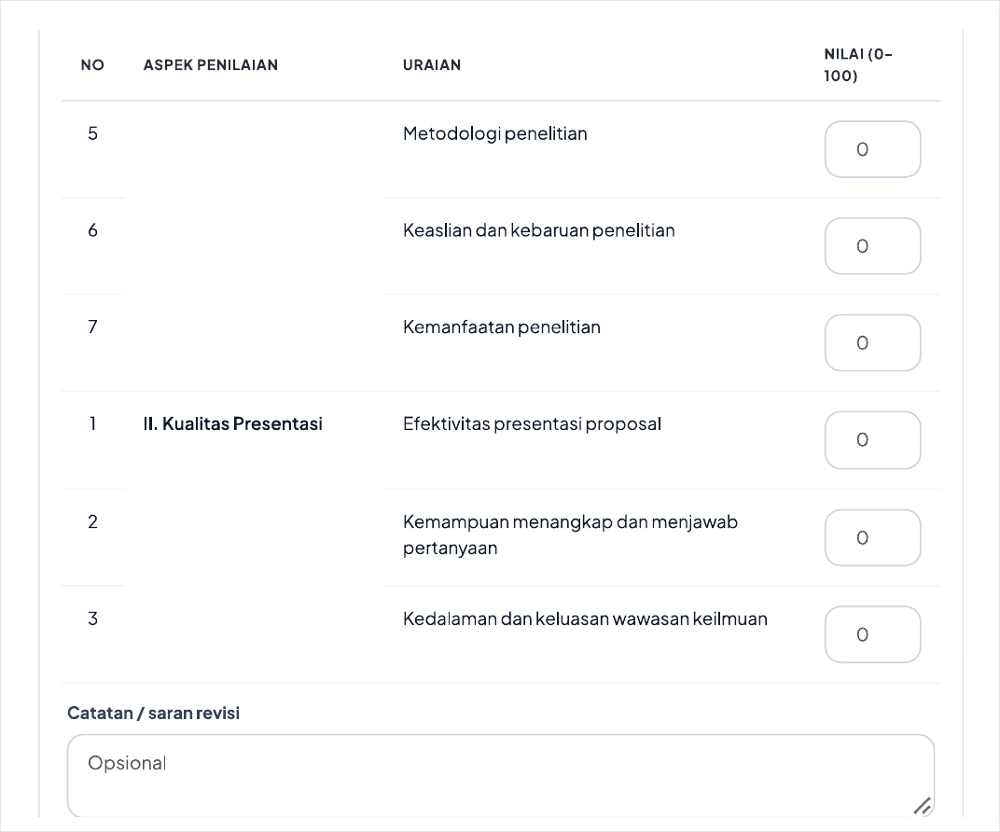 NO ASPEK PENILAIAN URAIAN NILAI (0–
100)
5 Metodologi penelitian 0
6 Keaslian dan kebaruan penelitian 0
7 Kemanfaatan penelitian 0
1 II. Kualitas Presentasi Efektivitas presentasi proposal 0
2 Kemampuan menangkap dan menjawab
pertanyaan 0
3 Kedalaman dan keluasan wawasan keilmuan 0
Catatan / saran revisi
Opsional